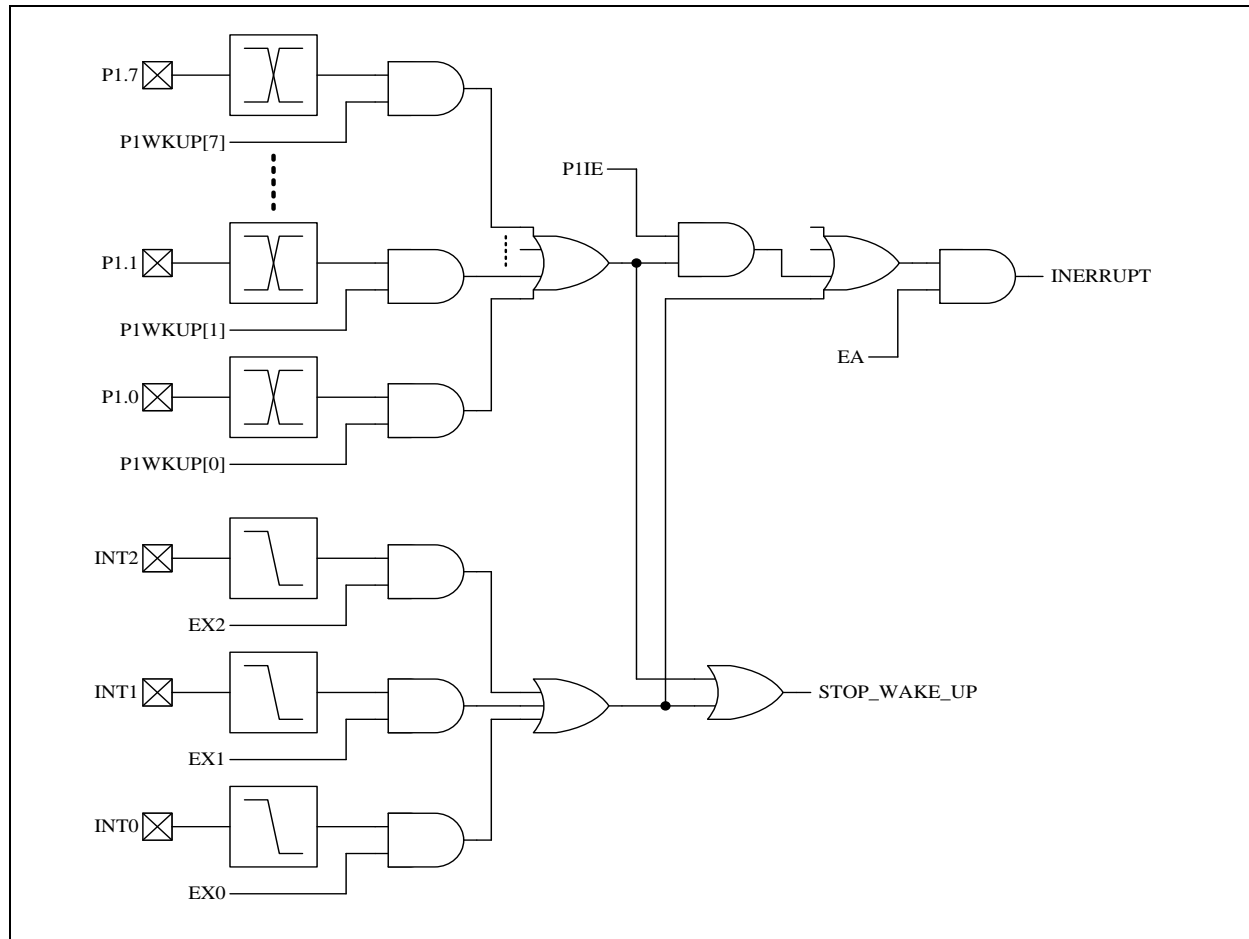 P1.7
P1WKUP[7]
P1IE
P1.1
INERRUPT
P1WKUP[1]
EA
P1.0
P1WKUP[0]
INT2
EX2
INT1
STOP_WAKE_UP
EX1
INT0
EX0